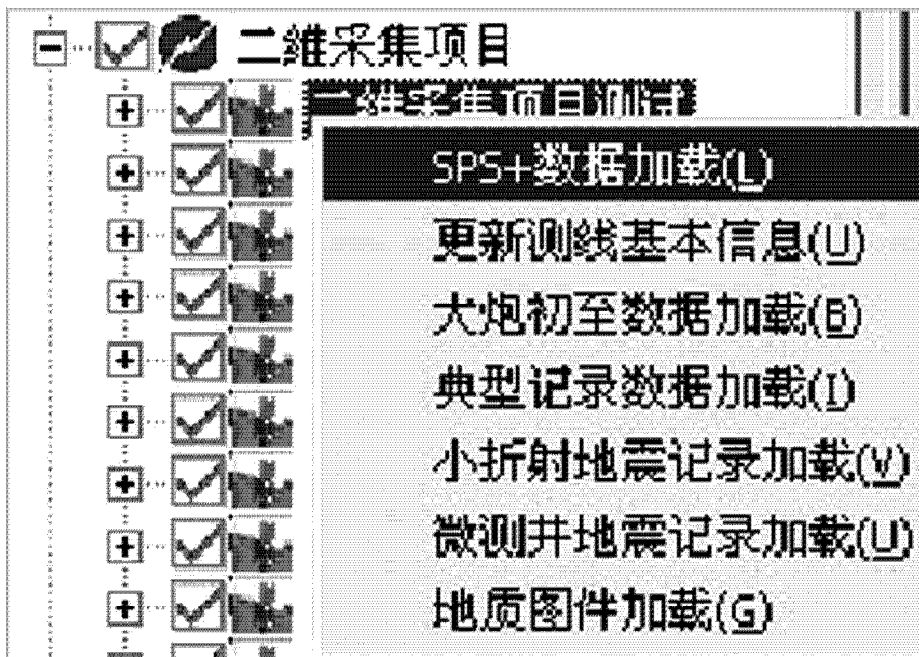 二維采集项目
二维采集项目测试
SPS+数据加载(L)
更新测线基本信息(U)
大炮初至数据加载(B)
典型记录数据加载(I)
小折射地震记录加载(V)
微测井地震记录加载(U)
地质图件加载(G)